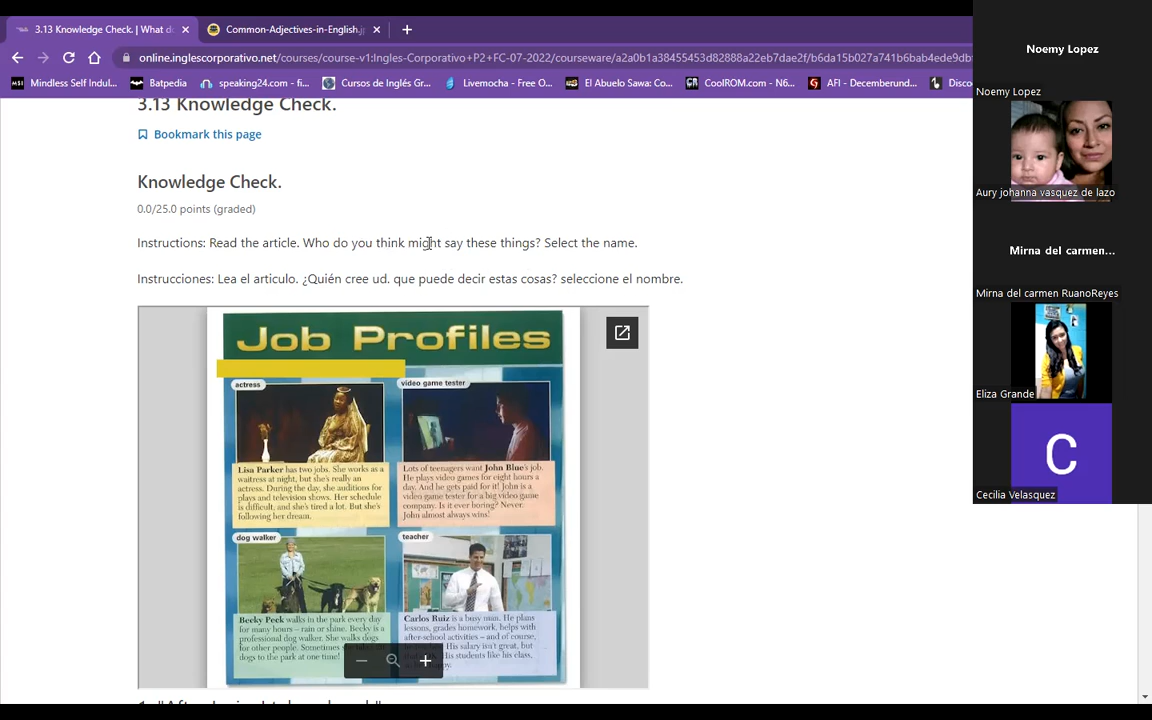 3.13 Knowledge Check. | What d
Common-Adjectives-in-English.j
online.inglescorporativo.net/courses/course-v1:Ingles-Corporativo+P2+FC-07-2022/courseware/a2a0b1a38455453d82888a22eb7dae2f/b6da15b027a741b6bab4ede9db
Mindless Self Indul...
Batpedia
speaking24.com - fi...
Cursos de Inglés Gr...
Livemocha - Free O...
El Abuelo Sawa: Co...
CoolROM.com - N6...
AFI - Decemberund...
Disco
3.13 Knowledge Check.
Bookmark this page
Knowledge Check.
0.0/25.0 points (graded)
Instructions: Read the article. Who do you think might say these things? Select the name.
Instrucciones: Lea el articulo. ¿Quién cree ud. que puede decir estas cosas? seleccione el nombre.
Job Profiles
actress
Lisa Parker has two jobs. She works as a
waitress at night, but she's really an
actress. During the day, she auditions for
plays and television shows. Her schedule
is difficult, and she's tired a lot. But she's
following her dream.
video game tester
Lots of teenagers want John Blue's job.
He plays video games for eight hours a
day. And he gets paid for it! John is a
video game tester for a big video game
company. Is it ever boring? Never.
John almost always wins!
dog walker
Becky Peck walks in the park every day
for many hours – rain or shine. Becky is a
professional dog walker. She walks dogs
for other people. Sometimes
dogs to the park at one time!
teacher
Carlos Ruiz is a busy man. He plans
lessons, grades homework, helps with
after-school activities – and of course,
His salary isn't great, but
His students like his class,
Noemy Lopez
Noemy Lopez
Aury johanna vasquez de lazo
Mirna del carmen...
Mirna del carmen RuanoReyes
Eliza Grande
C
Cecilia Velasquez